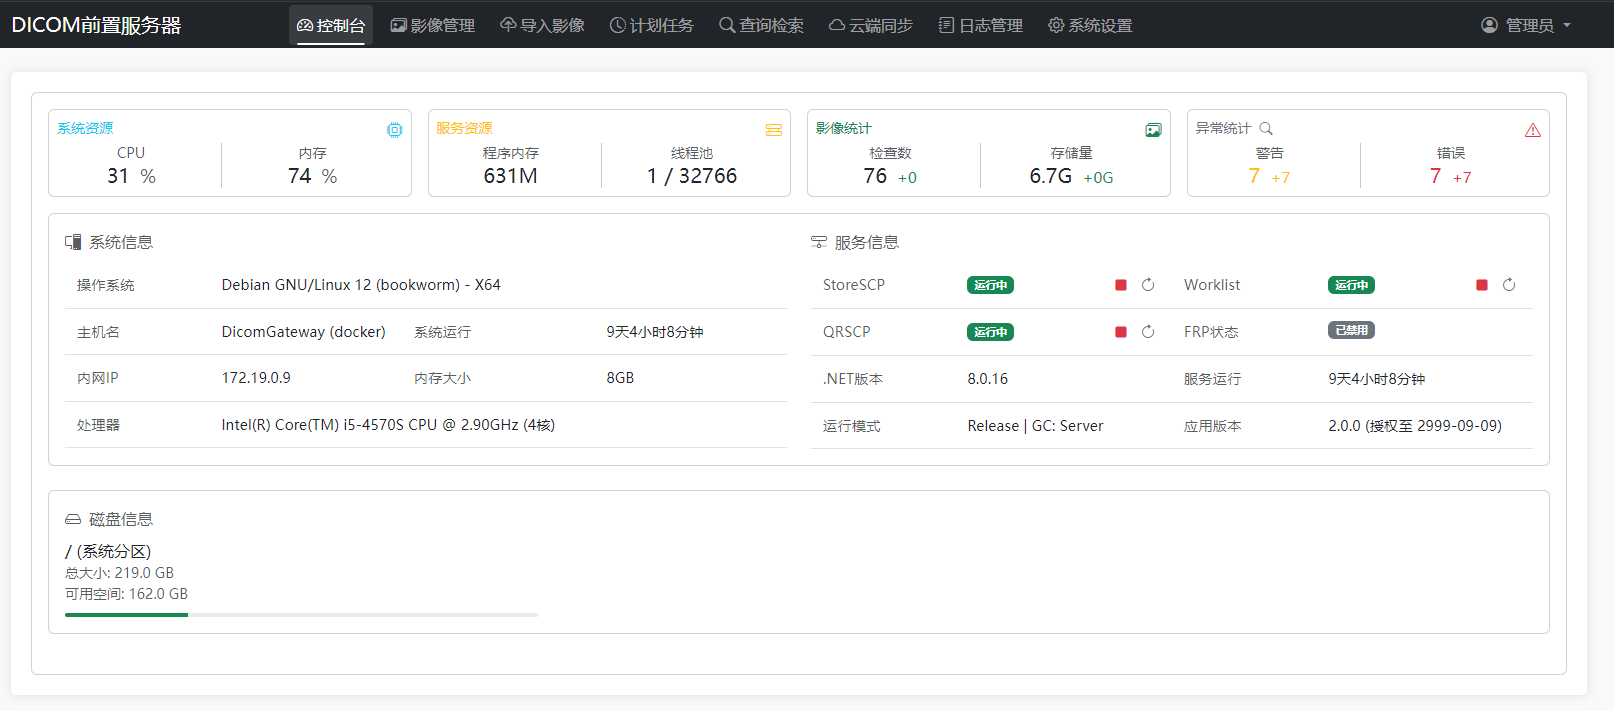 DICOM前置服务器 控制台 影像管理 导入影像 计划任务 查询检索 云端同步 日志管理 系统设置 管理员
系统资源
CPU 内存
31 % 74 %
服务资源
程序内存 线程池
631M 1 / 32766
影像统计
检查数 存储量
76 +0 6.7G +0G
异常统计
警告 错误
7 +7 7 +7
系统信息
操作系统 Debian GNU/Linux 12 (bookworm) - X64
主机名 DicomGateway (docker) 系统运行 9天4小时8分钟
内网IP 172.19.0.9 内存大小 8GB
处理器 Intel(R) Core(TM) i5-4570S CPU @ 2.90GHz (4核)
服务信息
StoreSCP 运行中 Worklist 运行中
QRSCP 运行中 FRP状态 已禁用
.NET版本 8.0.16 服务运行 9天4小时8分钟
运行模式 Release | GC: Server 应用版本 2.0.0 (授权至 2999-09-09)
磁盘信息
/ (系统分区)
总大小: 219.0 GB
可用空间: 162.0 GB